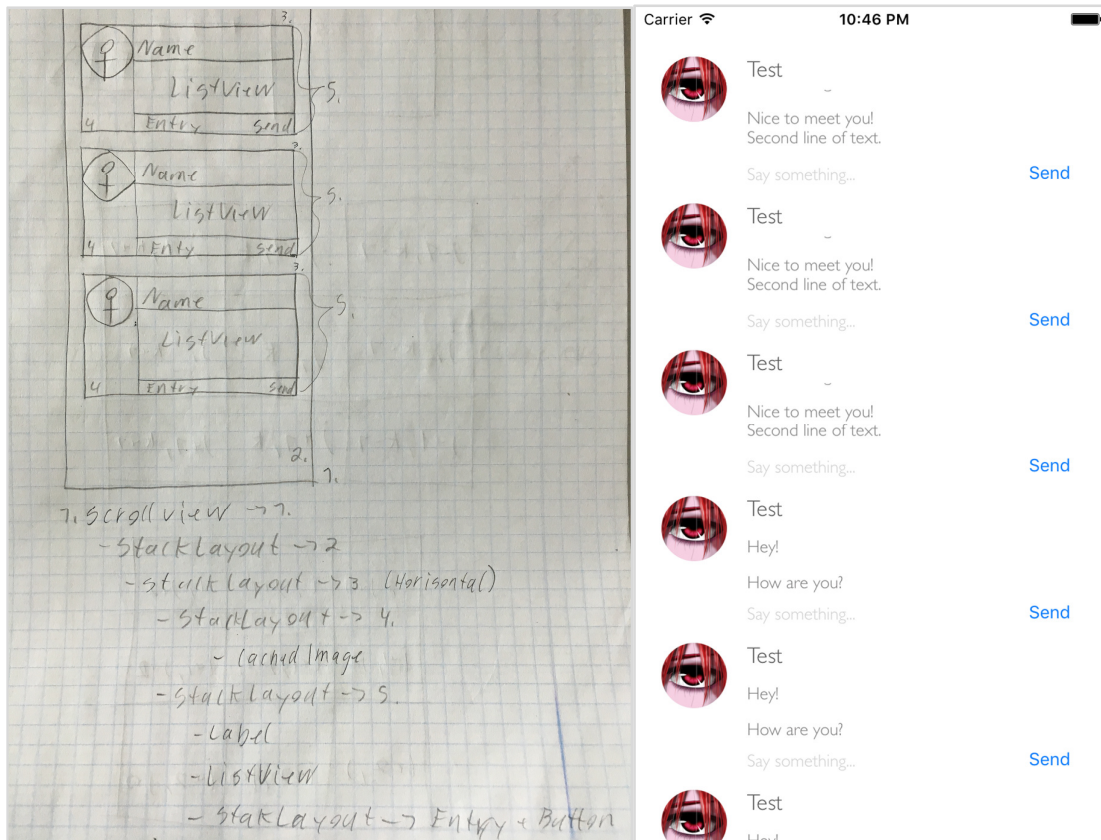 3.
Name
ListView
5.
4
Entry
Send
3.
Name
ListView
5.
4
Enty
Send
3.
Name
ListView
5.
4
Entry
Send
2.
1.
1. Scrollview -> 1.
- StackLayout -> 2
- StackLayout -> 3 (Horisontal)
- StackLayout -> 4.
- CachedImage
- StackLayout -> 5.
- Label
- ListView
- StakLayout -> Entry + Button
Carrier 10:46 PM
Test
Nice to meet you!
Second line of text.
Say something... Send
Test
Nice to meet you!
Second line of text.
Say something... Send
Test
Nice to meet you!
Second line of text.
Say something... Send
Test
Hey!
How are you?
Say something... Send
Test
Hey!
How are you?
Say something... Send
Test
Hey!